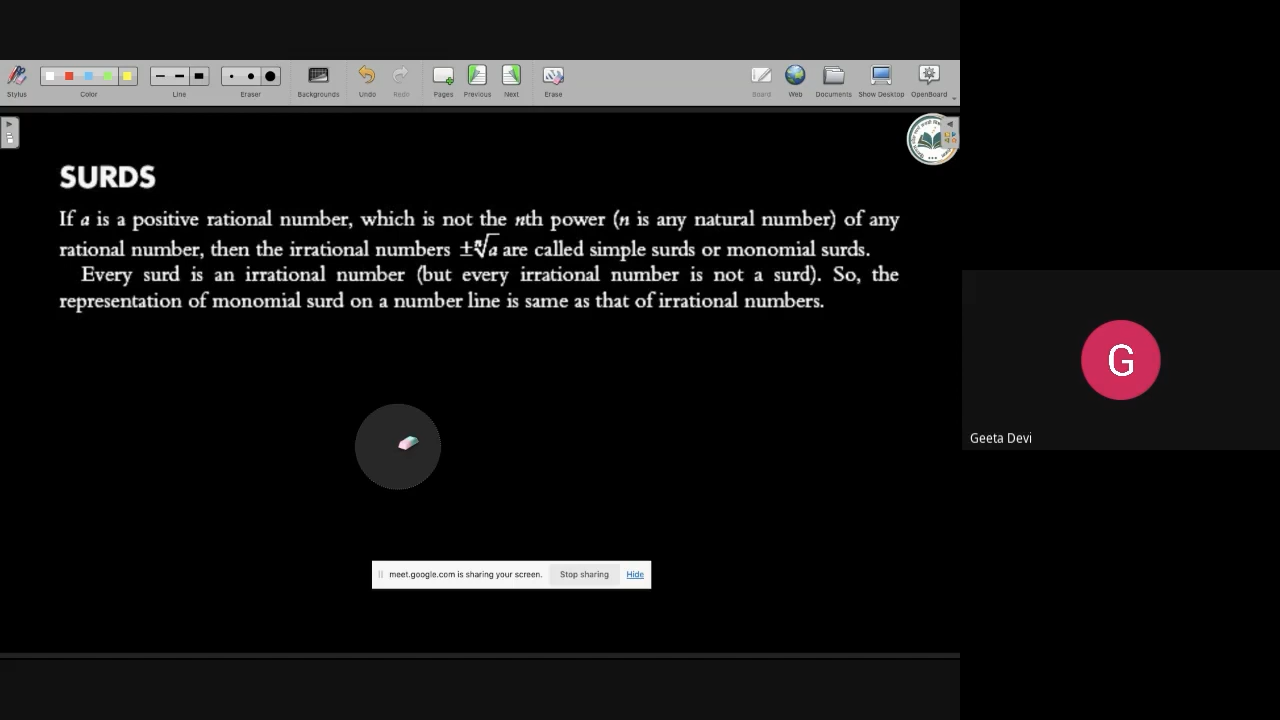 Stylus Color Line Eraser Backgrounds Undo Redo Pages Previous Next Erase Board Web Documents Show Desktop OpenBoard
SURDS
If a is a positive rational number, which is not the nth power (n is any natural number) of any
rational number, then the irrational numbers ±ⁿ√a are called simple surds or monomial surds.
Every surd is an irrational number (but every irrational number is not a surd). So, the
representation of monomial surd on a number line is same as that of irrational numbers.
G
Geeta Devi
meet.google.com is sharing your screen. Stop sharing Hide